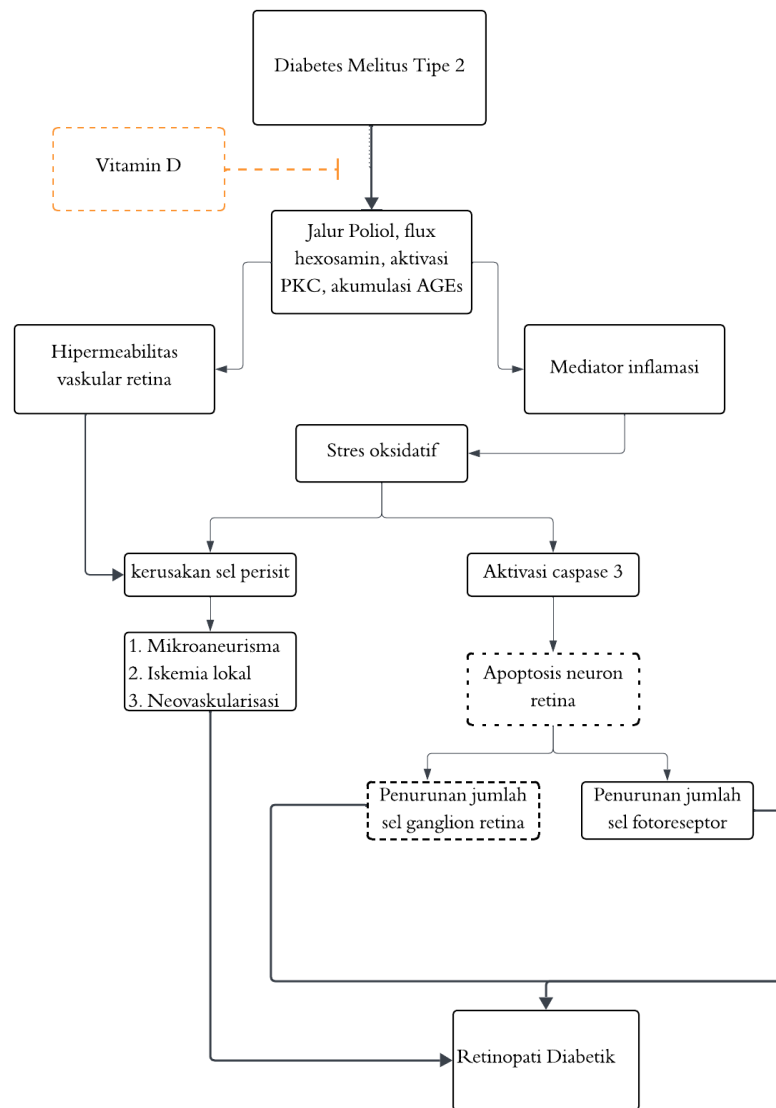 Diabetes Melitus Tipe 2
Vitamin D
Jalur Poliol, flux
hexosamin, aktivasi
PKC, akumulasi AGEs
Hipermeabilitas
vaskular retina
Mediator inflamasi
Stres oksidatif
kerusakan sel perisit
Aktivasi caspase 3
1. Mikroaneurisma
2. Iskemia lokal
3. Neovaskularisasi
Apoptosis neuron
retina
Penurunan jumlah
sel ganglion retina
Penurunan jumlah
sel fotoreseptor
Retinopati Diabetik